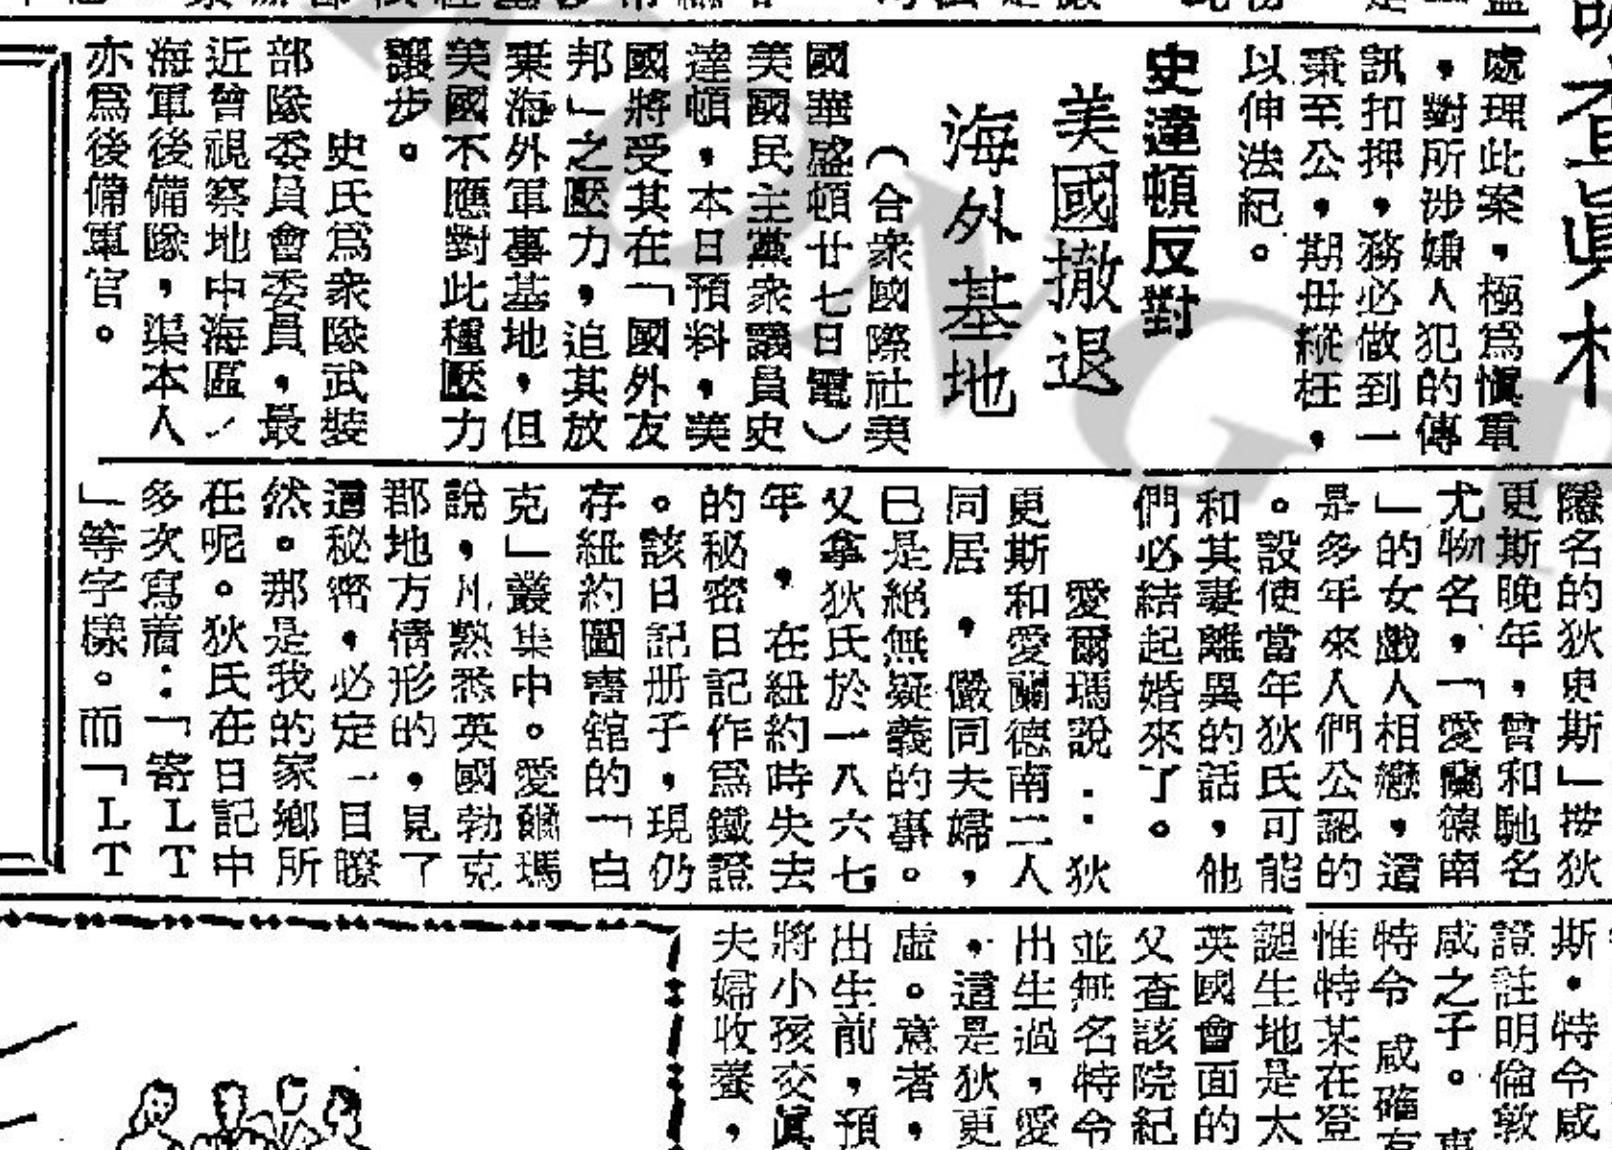 處理此案，極爲愼重
，對所涉嫌人犯的傳
訊扣押，務必做到一
秉至公，期毋縱枉，
以伸法紀。
史達頓反對
美國撤退
海外基地
（合衆國際社美
國華盛頓廿七日電）
美國民主黨衆議員史
達頓，本日預料，美
國將受其在「國外友
邦」之壓力，迫其放
棄海外軍事基地，但
美國不應對此種壓力
讓步。
史氏爲衆院武裝
部隊委員會委員，最
近曾視察地中海區
海軍後備隊，渠本人
亦爲後備軍官。
隱名的狄更斯」按狄
更斯晚年，曾和馳名
尤物名，「愛蘭德南
」的女戲人相戀，這
是多年來人們公認的
。設使當年狄氏可能
和其妻離異的話，他
們必結起婚來了。
愛爾瑪說：狄
更斯和愛蘭德南二人
同居，儼同夫婦，
已是絕無疑義的事。
又拿狄氏於一八六七
年，在紐約時失去
的秘密日記作爲鐵證
。該日記册子，現仍
存紐約圖書館的「白
克」叢集中。愛爾瑪
說，凡熟悉英國勃克
郡地方情形的，見了
這秘密，必定一目瞭
然。那是我的家鄉所
在呢。狄氏在日記中
多次寫着：「寄LT
」等字樣。而「LT
斯・特令咸
證註明倫敦
咸之子。
特令咸確有
惟特某在登
誕生地是太
英國會面的
又查該院紀
並無名特令
出生過，愛
，這是狄更
虛。意者，
出生前，預
將小孩交眞
夫婦收養，